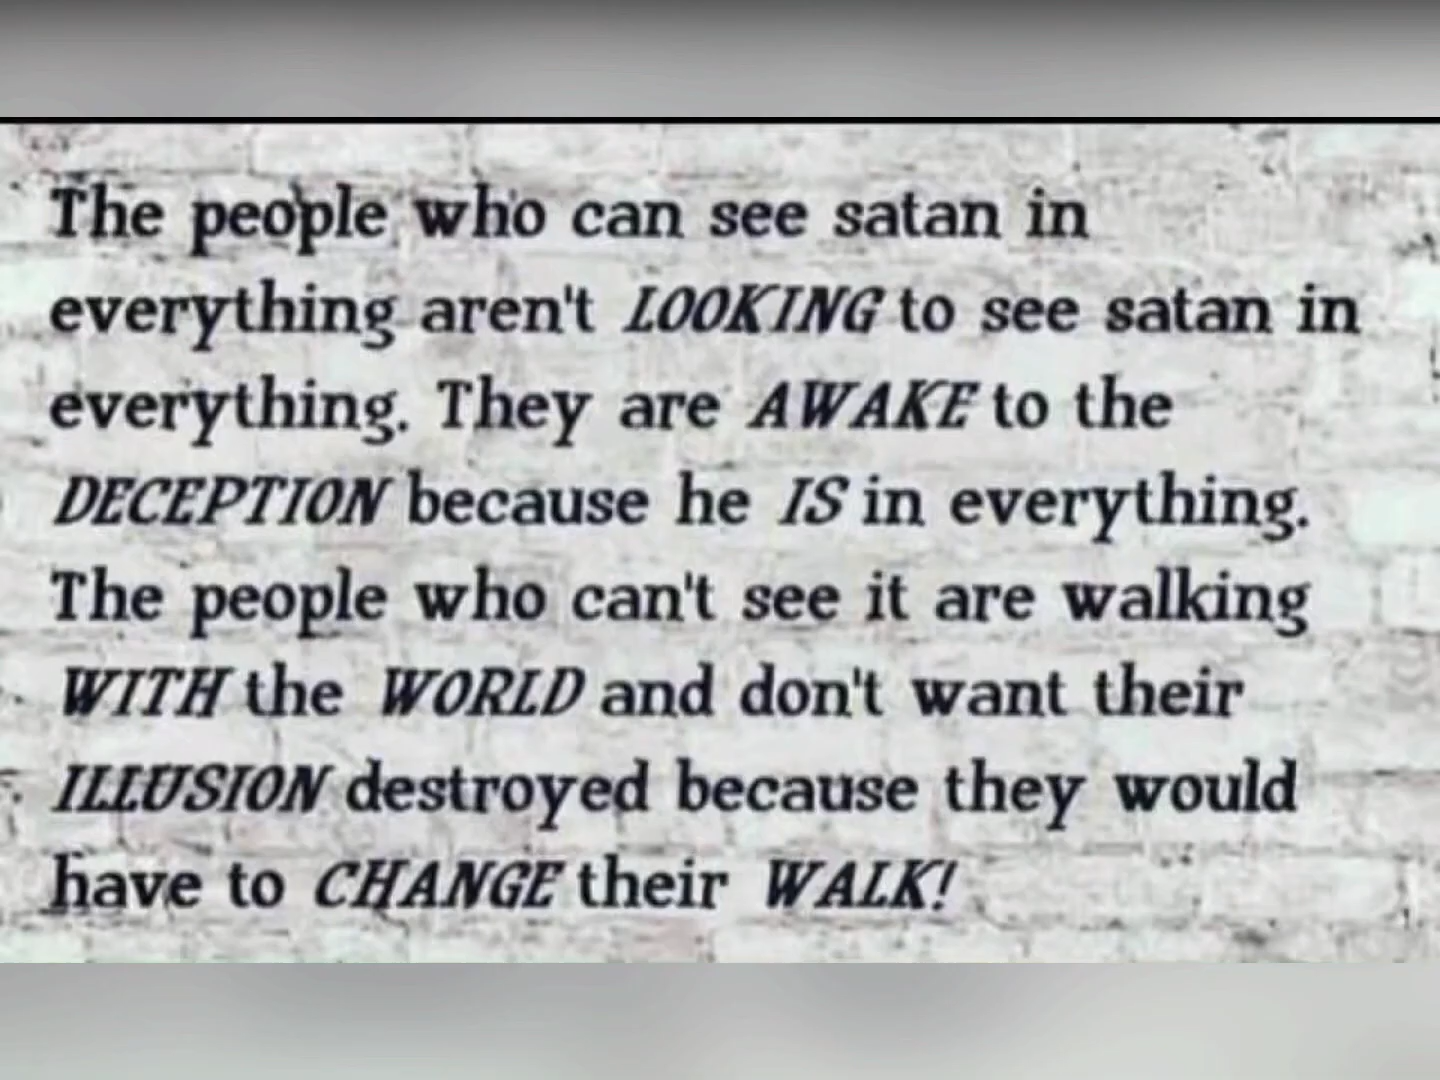 The people who can see satan in
everything aren't LOOKING to see satan in
everything. They are AWAKE to the
DECEPTION because he IS in everything.
The people who can't see it are walking
WITH the WORLD and don't want their
ILLUSION destroyed because they would
have to CHANGE their WALK!